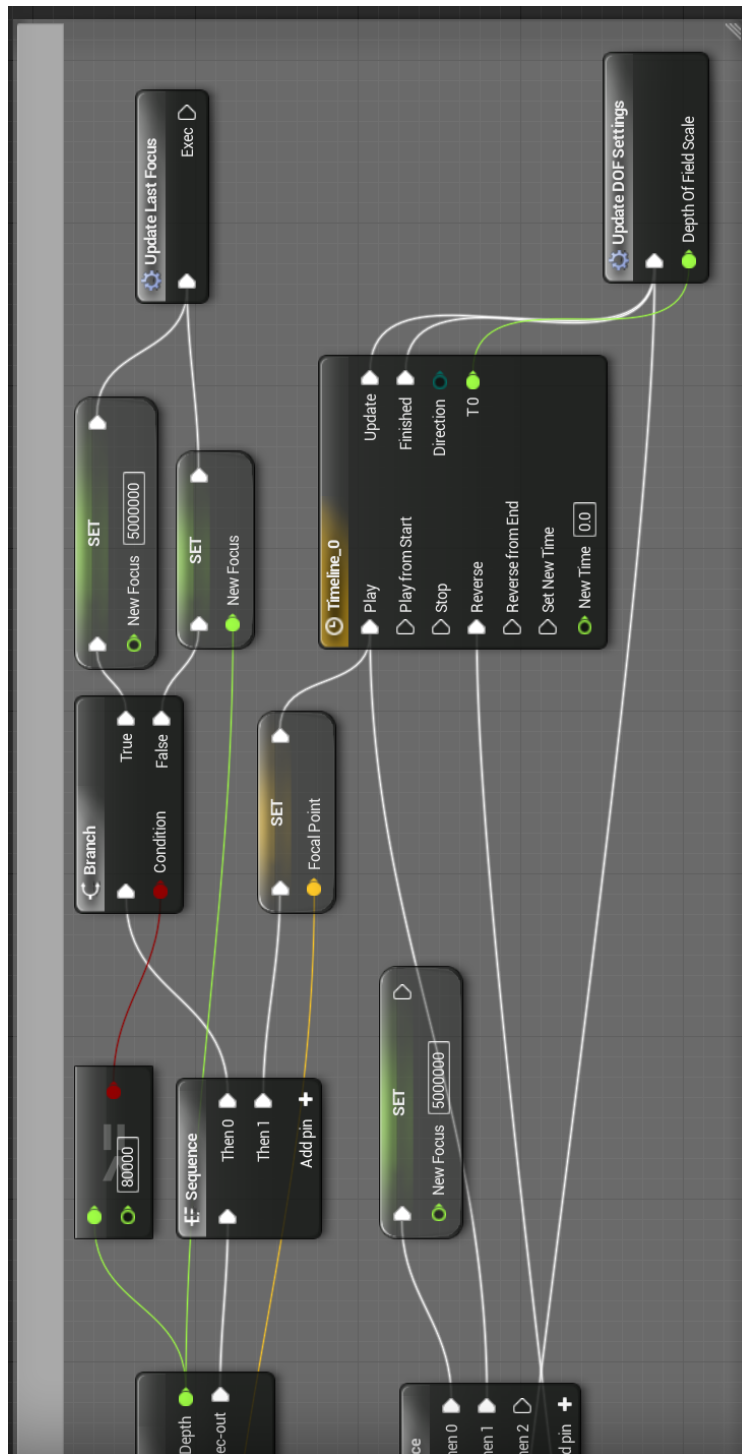 Update Last Focus
Exec
SET
New Focus 5000000
SET
New Focus
Branch
True
False
Condition
>=
80000
Sequence
Then 0
Then 1
Add pin
SET
Focal Point
Depth
ec-out
Timeline_0
Play
Update
Play from Start
Finished
Stop
Direction
Reverse
T 0
Reverse from End
Set New Time
New Time 0.0
Update DOF Settings
Depth Of Field Scale
SET
New Focus 5000000
ce
hen 0
hen 1
hen 2
d pin